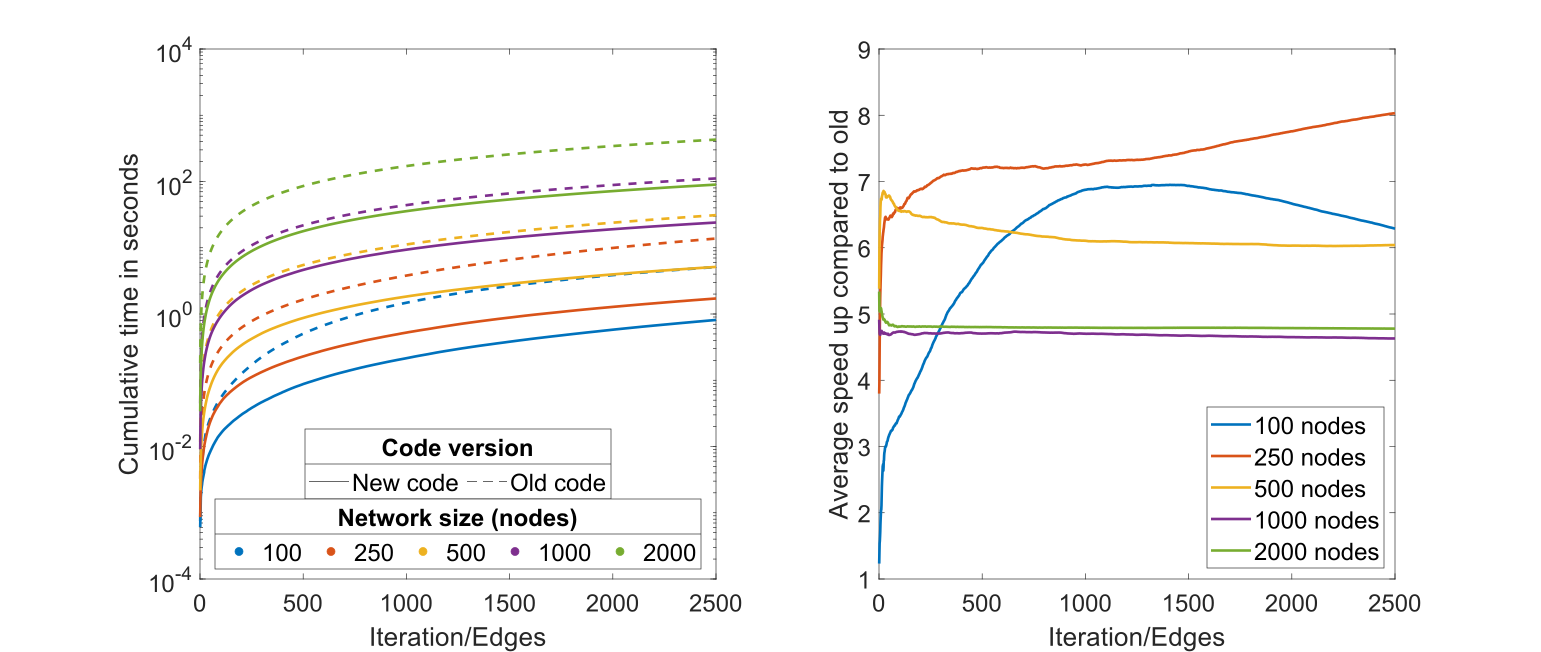 10^4
10^2
10^0
10^-2
10^-4
Cumulative time in seconds
Code version
New code Old code
Network size (nodes)
100 250 500 1000 2000
0 500 1000 1500 2000 2500
Iteration/Edges
9
8
7
6
5
4
3
2
1
Average speed up compared to old
100 nodes
250 nodes
500 nodes
1000 nodes
2000 nodes
0 500 1000 1500 2000 2500
Iteration/Edges